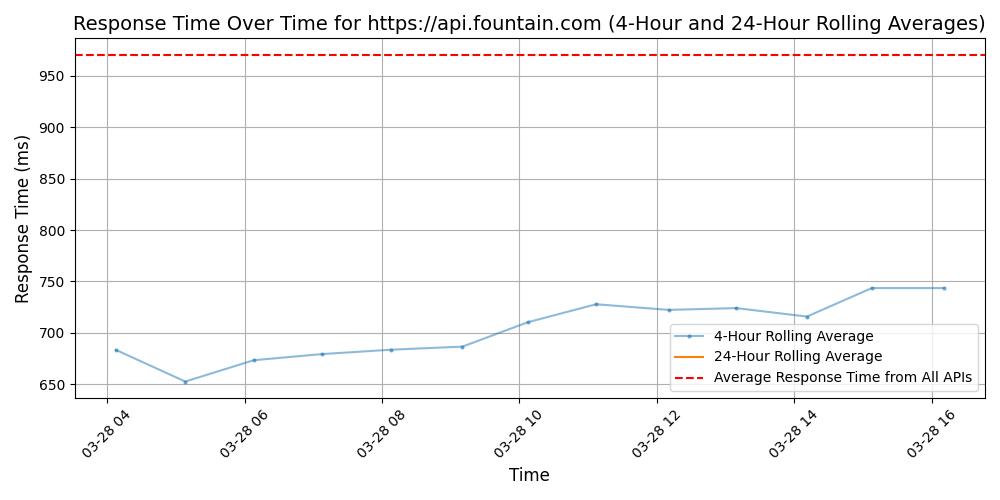 Response Time Over Time for https://api.fountain.com (4-Hour and 24-Hour Rolling Averages)
Response Time (ms)
950
900
850
800
750
700
650
4-Hour Rolling Average
24-Hour Rolling Average
Average Response Time from All APIs
03-28 04
03-28 06
03-28 08
03-28 10
03-28 12
03-28 14
03-28 16
Time